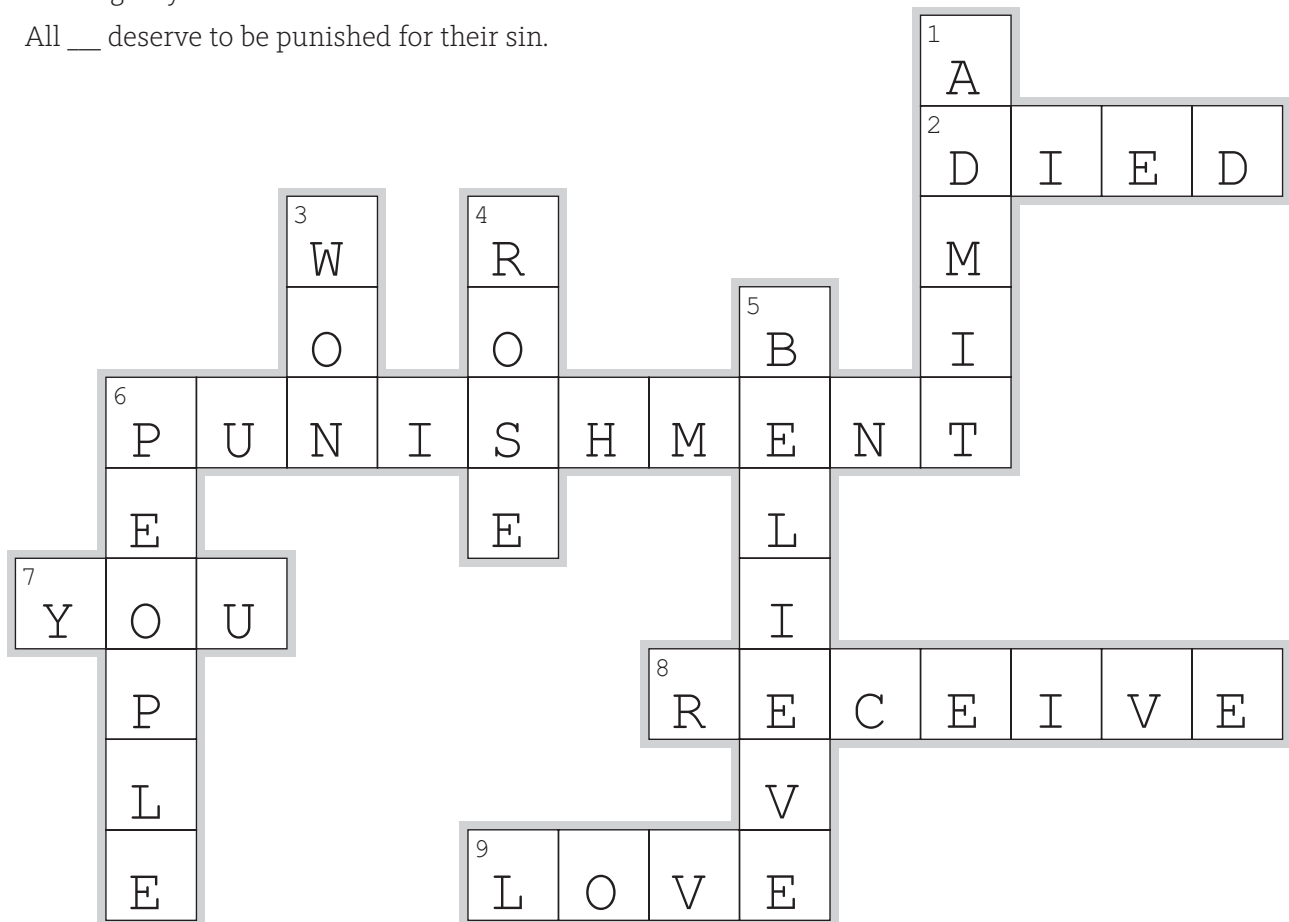 All __ deserve to be punished for their sin.
1
A
2
D I E D
3 4
W R M
5
O O B I
6
P U N I S H M E N T
E E L
7
Y O U I
8
P R E C E I V E
L V
9
E L O V E